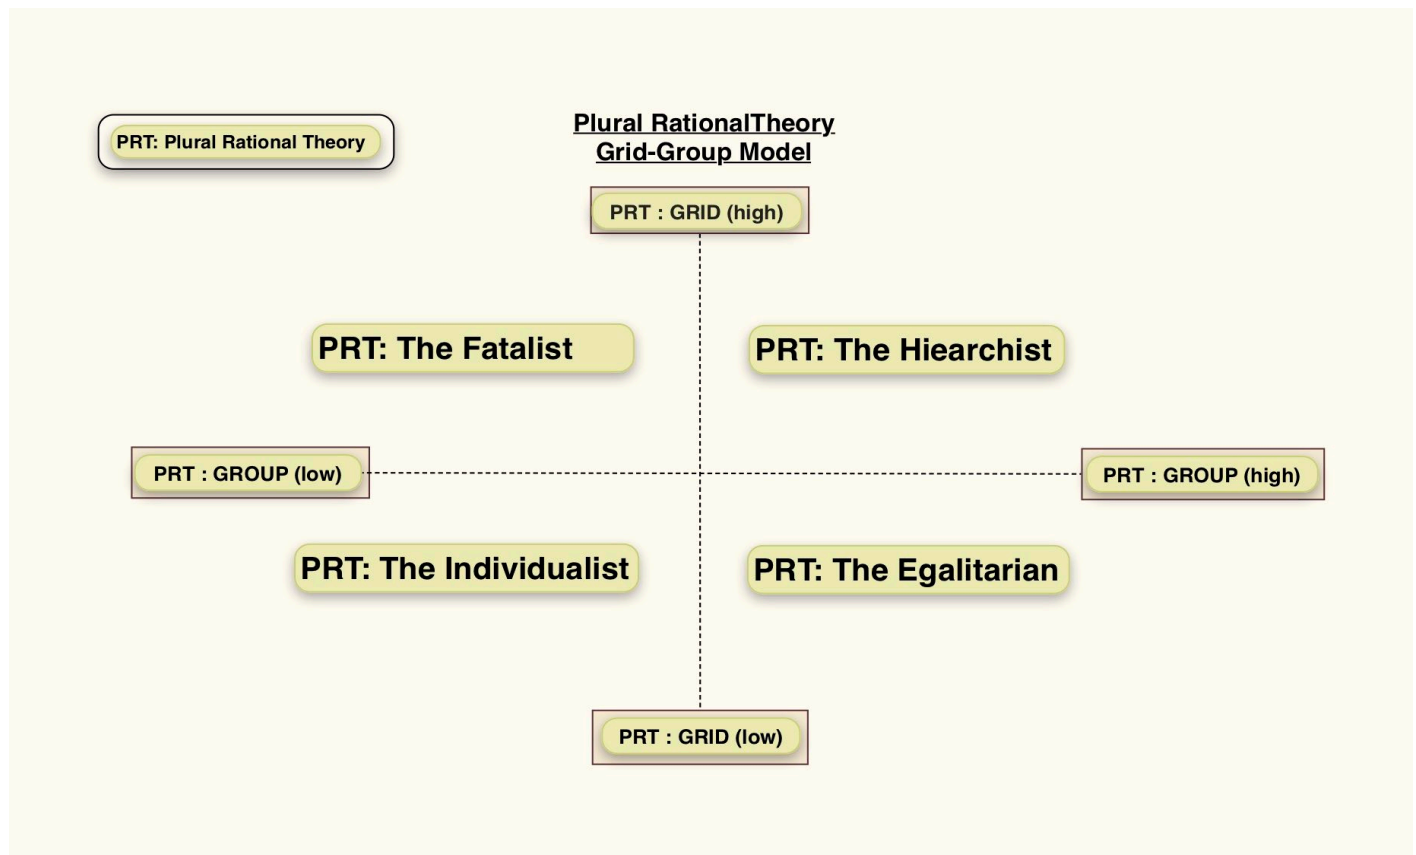 Plural RationalTheory
Grid-Group Model
PRT: Plural Rational Theory
PRT : GRID (high)
PRT: The Fatalist
PRT: The Hiearchist
PRT : GROUP (low)
PRT : GROUP (high)
PRT: The Individualist
PRT: The Egalitarian
PRT : GRID (low)